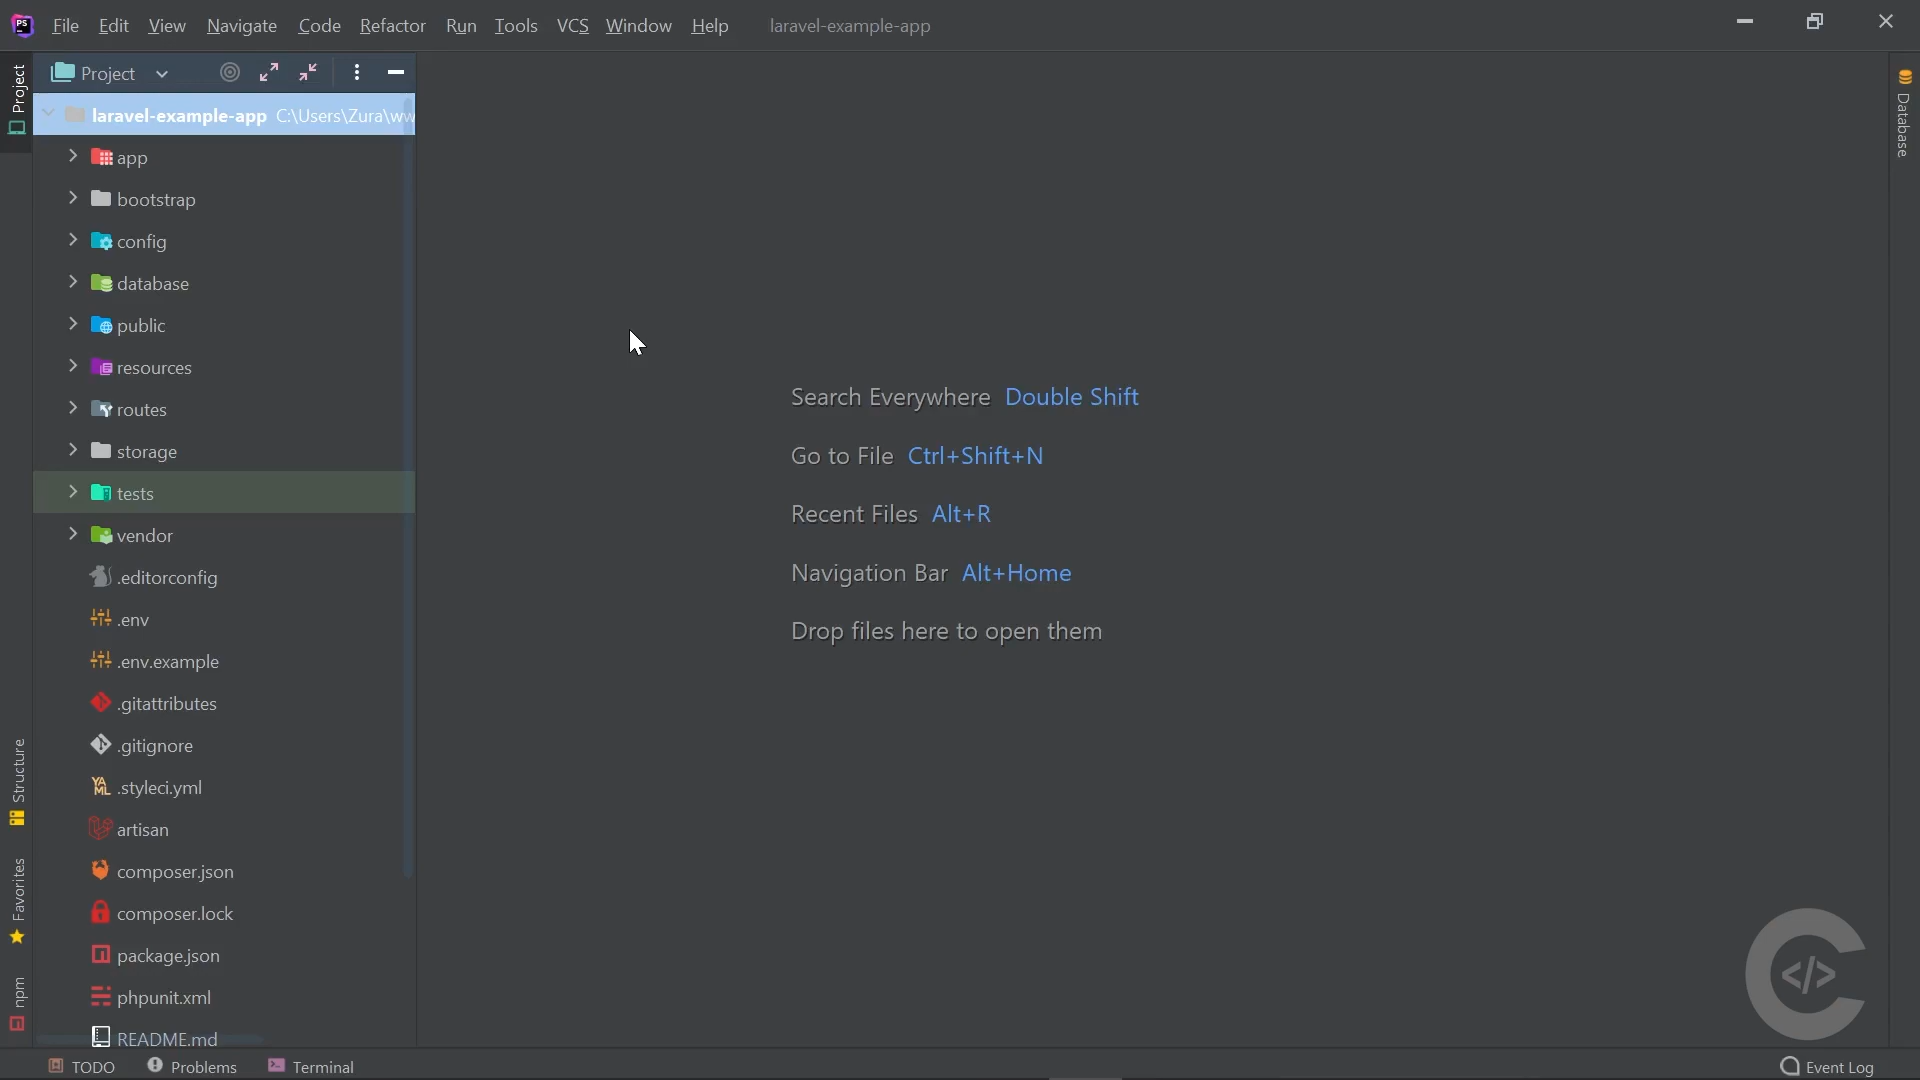 PS
File Edit View Navigate Code Refactor Run Tools VCS Window Help laravel-example-app
Project
Project
laravel-example-app C:\Users\Zura\ww
app
bootstrap
config
database
public
resources
routes
storage
tests
vendor
.editorconfig
.env
.env.example
.gitattributes
.gitignore
YAML .styleci.yml
artisan
composer.json
composer.lock
package.json
phpunit.xml
README.md
Structure
Favorites
npm
Search Everywhere Double Shift
Go to File Ctrl+Shift+N
Recent Files Alt+R
Navigation Bar Alt+Home
Drop files here to open them
Database
</>
TODO Problems Terminal Event Log